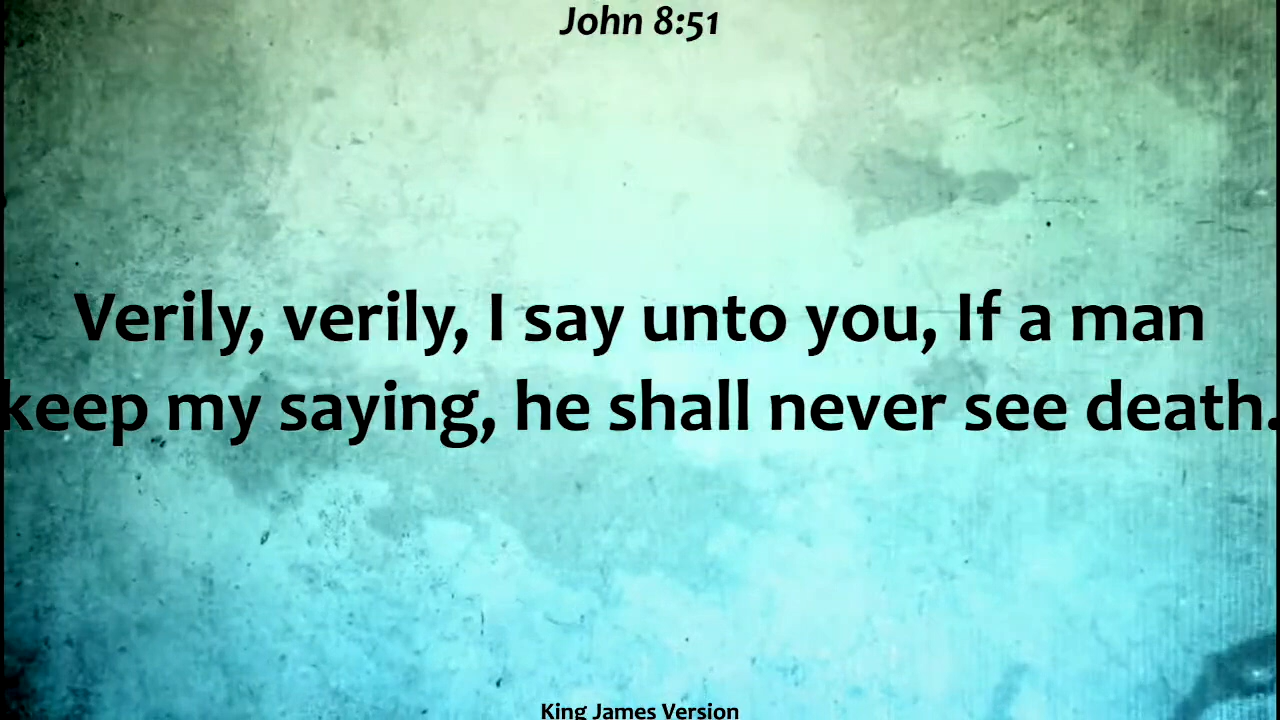 John 8:51
Verily, verily, I say unto you, If a man
keep my saying, he shall never see death.
King James Version